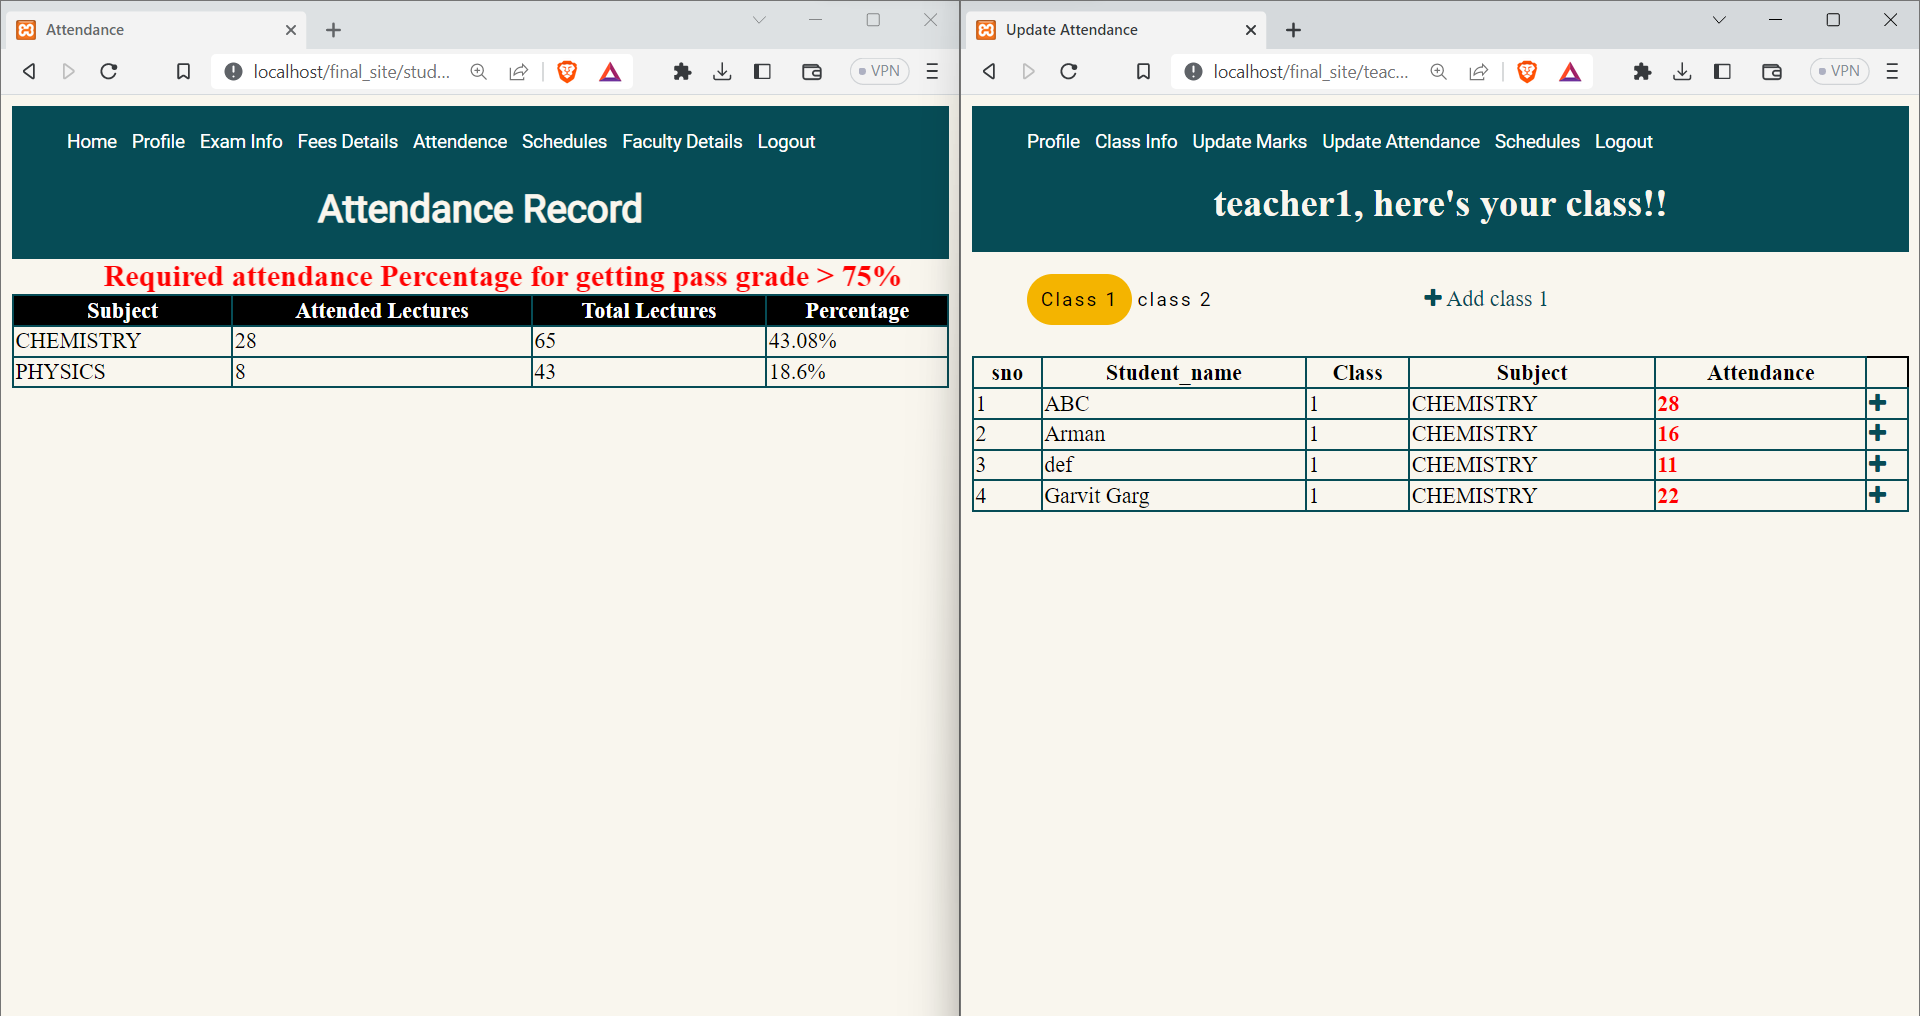 Attendance
localhost/final_site/stud...
VPN
Home Profile Exam Info Fees Details Attendence Schedules Faculty Details Logout
Attendance Record
Required attendance Percentage for getting pass grade > 75%
Subject Attended Lectures Total Lectures Percentage
CHEMISTRY 28 65 43.08%
PHYSICS 8 43 18.6%
Update Attendance
localhost/final_site/teac...
VPN
Profile Class Info Update Marks Update Attendance Schedules Logout
teacher1, here's your class!!
Class 1 class 2 Add class 1
sno Student_name Class Subject Attendance
1 ABC 1 CHEMISTRY 28
2 Arman 1 CHEMISTRY 16
3 def 1 CHEMISTRY 11
4 Garvit Garg 1 CHEMISTRY 22